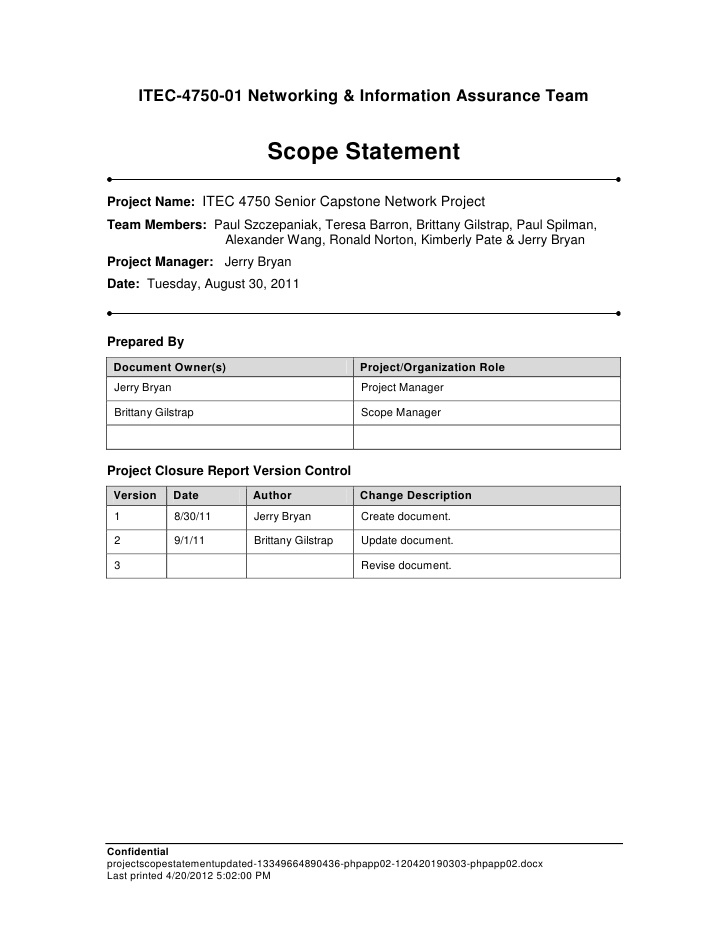 ITEC-4750-01 Networking & Information Assurance Team
Scope Statement
Project Name: ITEC 4750 Senior Capstone Network Project
Team Members: Paul Szczepaniak, Teresa Barron, Brittany Gilstrap, Paul Spilman,
Alexander Wang, Ronald Norton, Kimberly Pate & Jerry Bryan
Project Manager: Jerry Bryan
Date: Tuesday, August 30, 2011
Prepared By
Document Owner(s) Project/Organization Role
Jerry Bryan Project Manager
Brittany Gilstrap Scope Manager
Project Closure Report Version Control
Version Date Author Change Description
1 8/30/11 Jerry Bryan Create document.
2 9/1/11 Brittany Gilstrap Update document.
3 Revise document.
Confidential
projectscopestatementupdated-13349664890436-phpapp02-120420190303-phpapp02.docx
Last printed 4/20/2012 5:02:00 PM